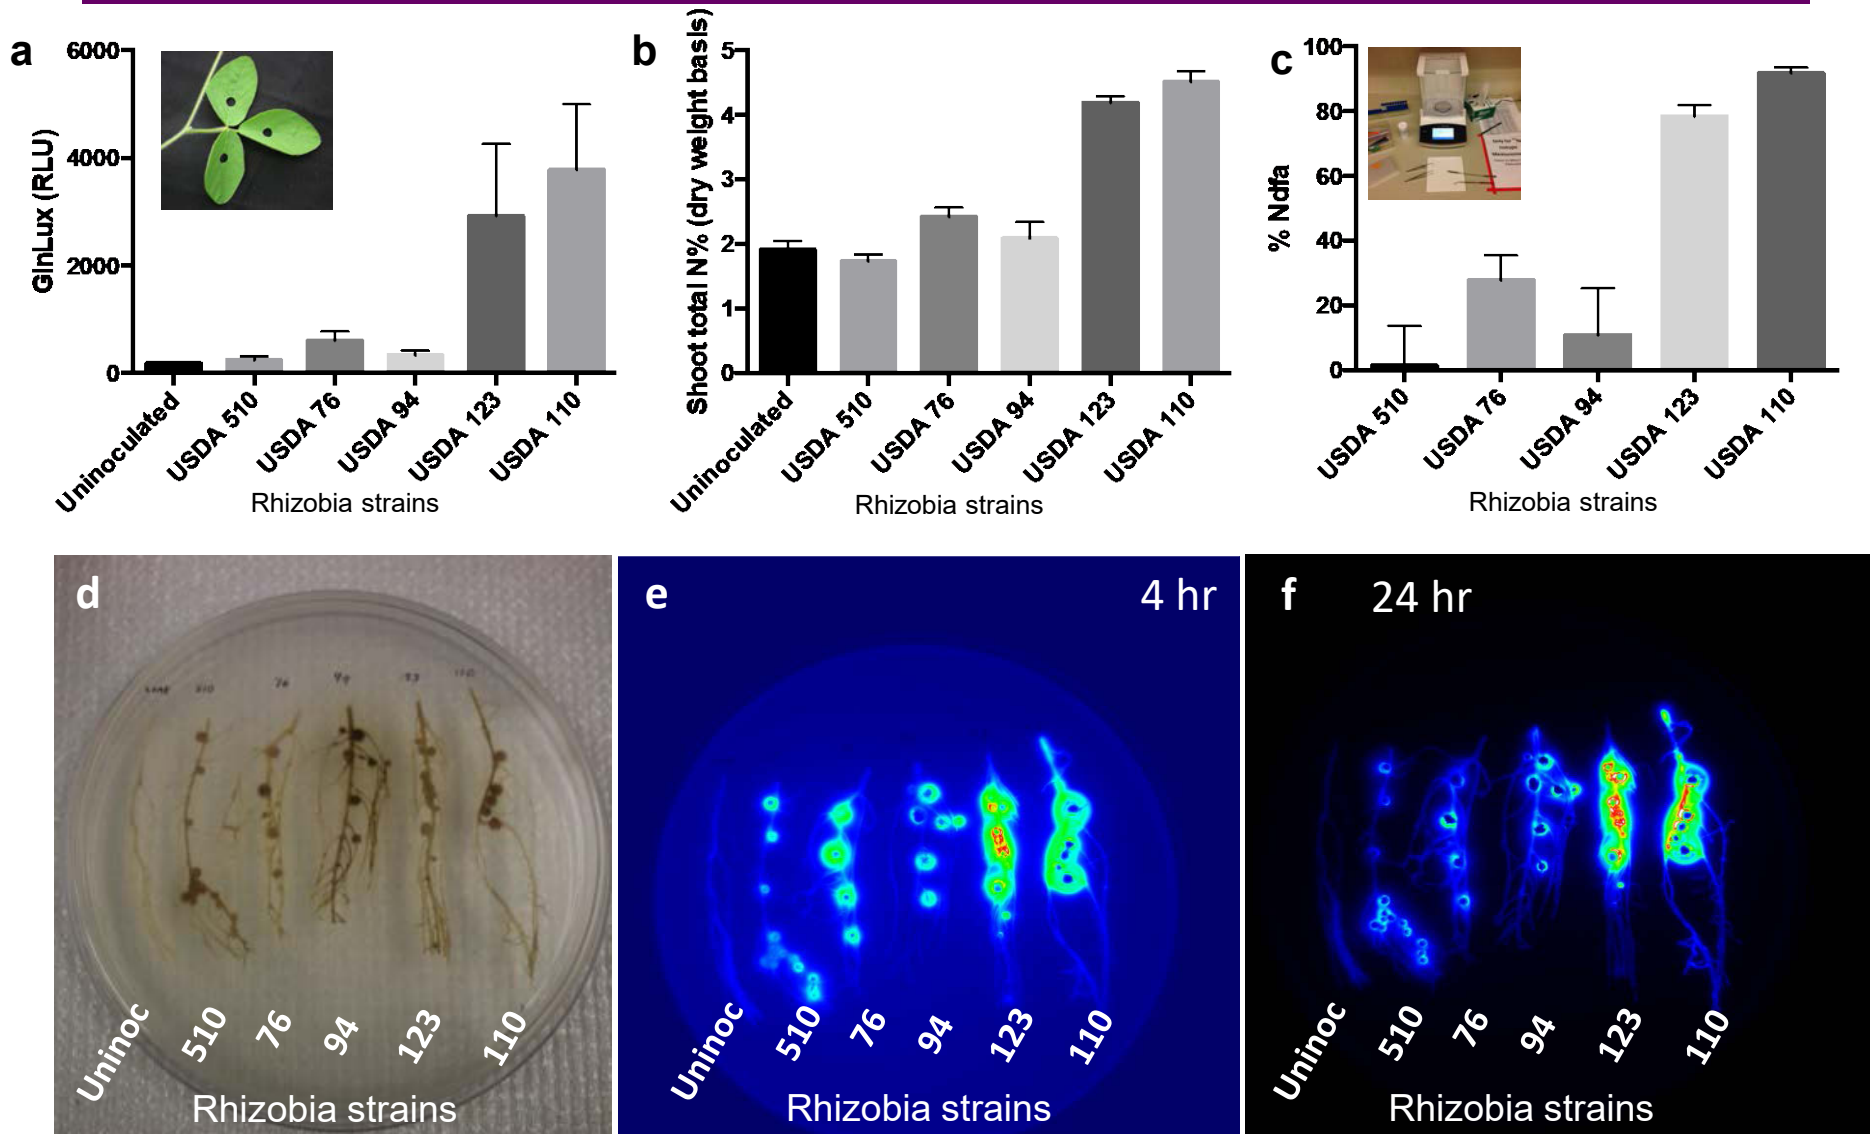 a
6000
4000
2000
0
GlnLux (RLU)
Uninoculated
USDA 510
USDA 76
USDA 94
USDA 123
USDA 110
Rhizobia strains
b
5
4
3
2
1
0
Shoot total N% (dry weight basis)
Uninoculated
USDA 510
USDA 76
USDA 94
USDA 123
USDA 110
Rhizobia strains
c
100
80
60
40
20
0
% Ndfa
USDA 510
USDA 76
USDA 94
USDA 123
USDA 110
Rhizobia strains
d
510
76
110
Uninoc
510
76
94
123
110
Rhizobia strains
e
4 hr
Uninoc
510
76
94
123
110
Rhizobia strains
f
24 hr
Uninoc
510
76
94
123
110
Rhizobia strains